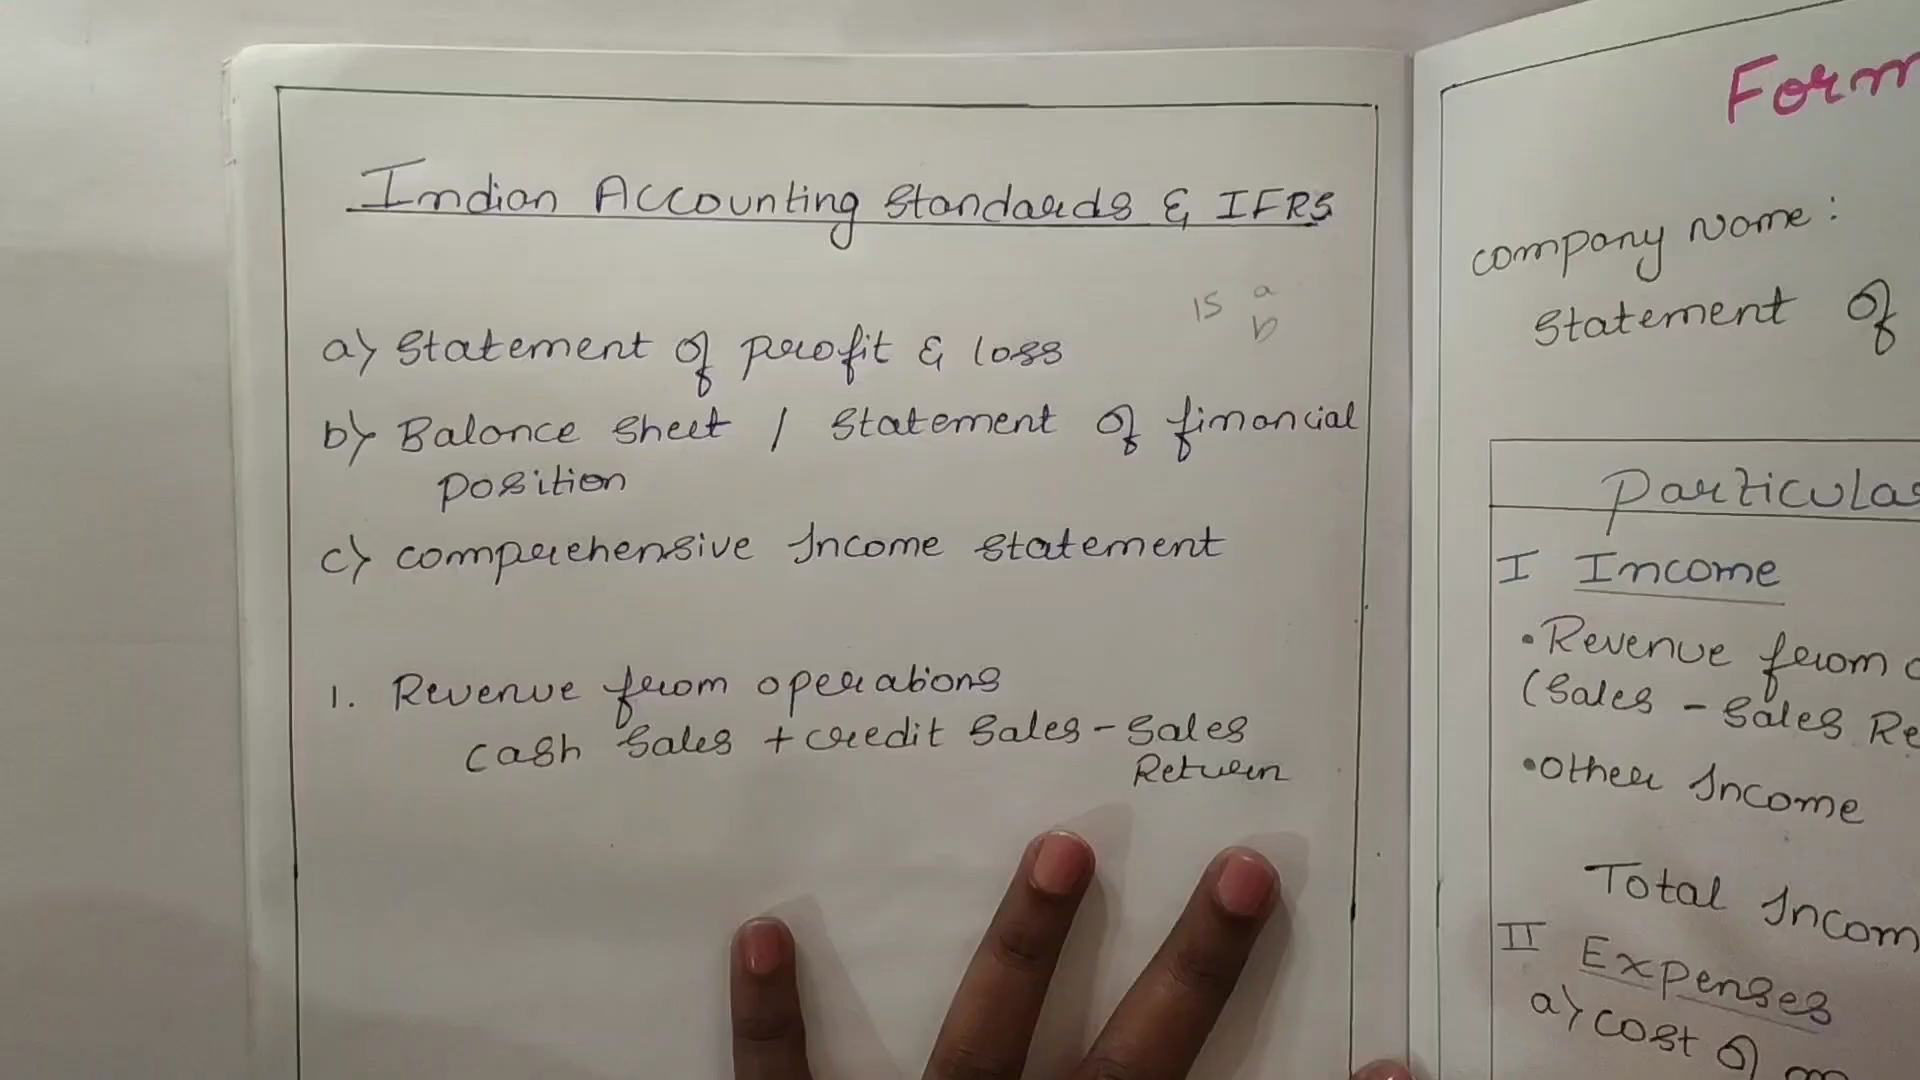 Indian Accounting Standards & IFRS
15 a
b
a) Statement of profit & loss
b) Balance sheet / Statement of financial
position
c) comprehensive Income statement
1. Revenue from operations
cash sales + credit sales - sales
Return
Form
company Name :
Statement of
Particular
I Income
• Revenue from o
(sales - sales Re
• Other Income
Total Incom
II Expenses
a) cost of m